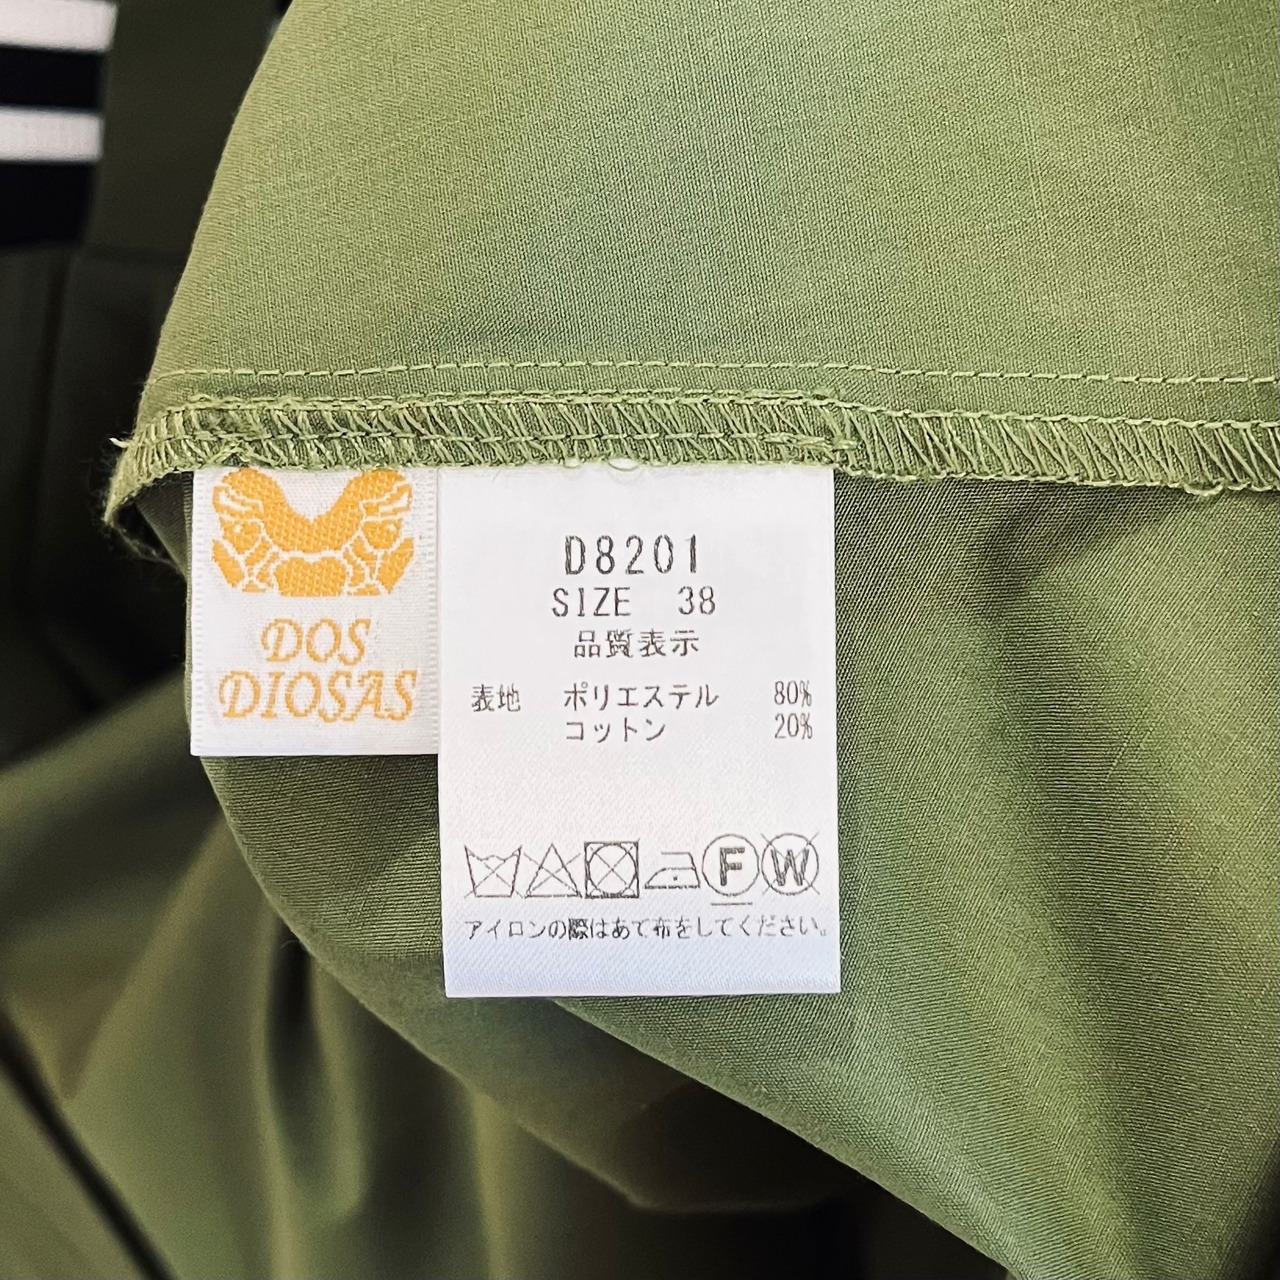 DOS
DIOSAS
D8201
SIZE 38
品質表示
表地 ポリエステル 80%
コットン 20%
F W
アイロンの際はあて布をしてください。